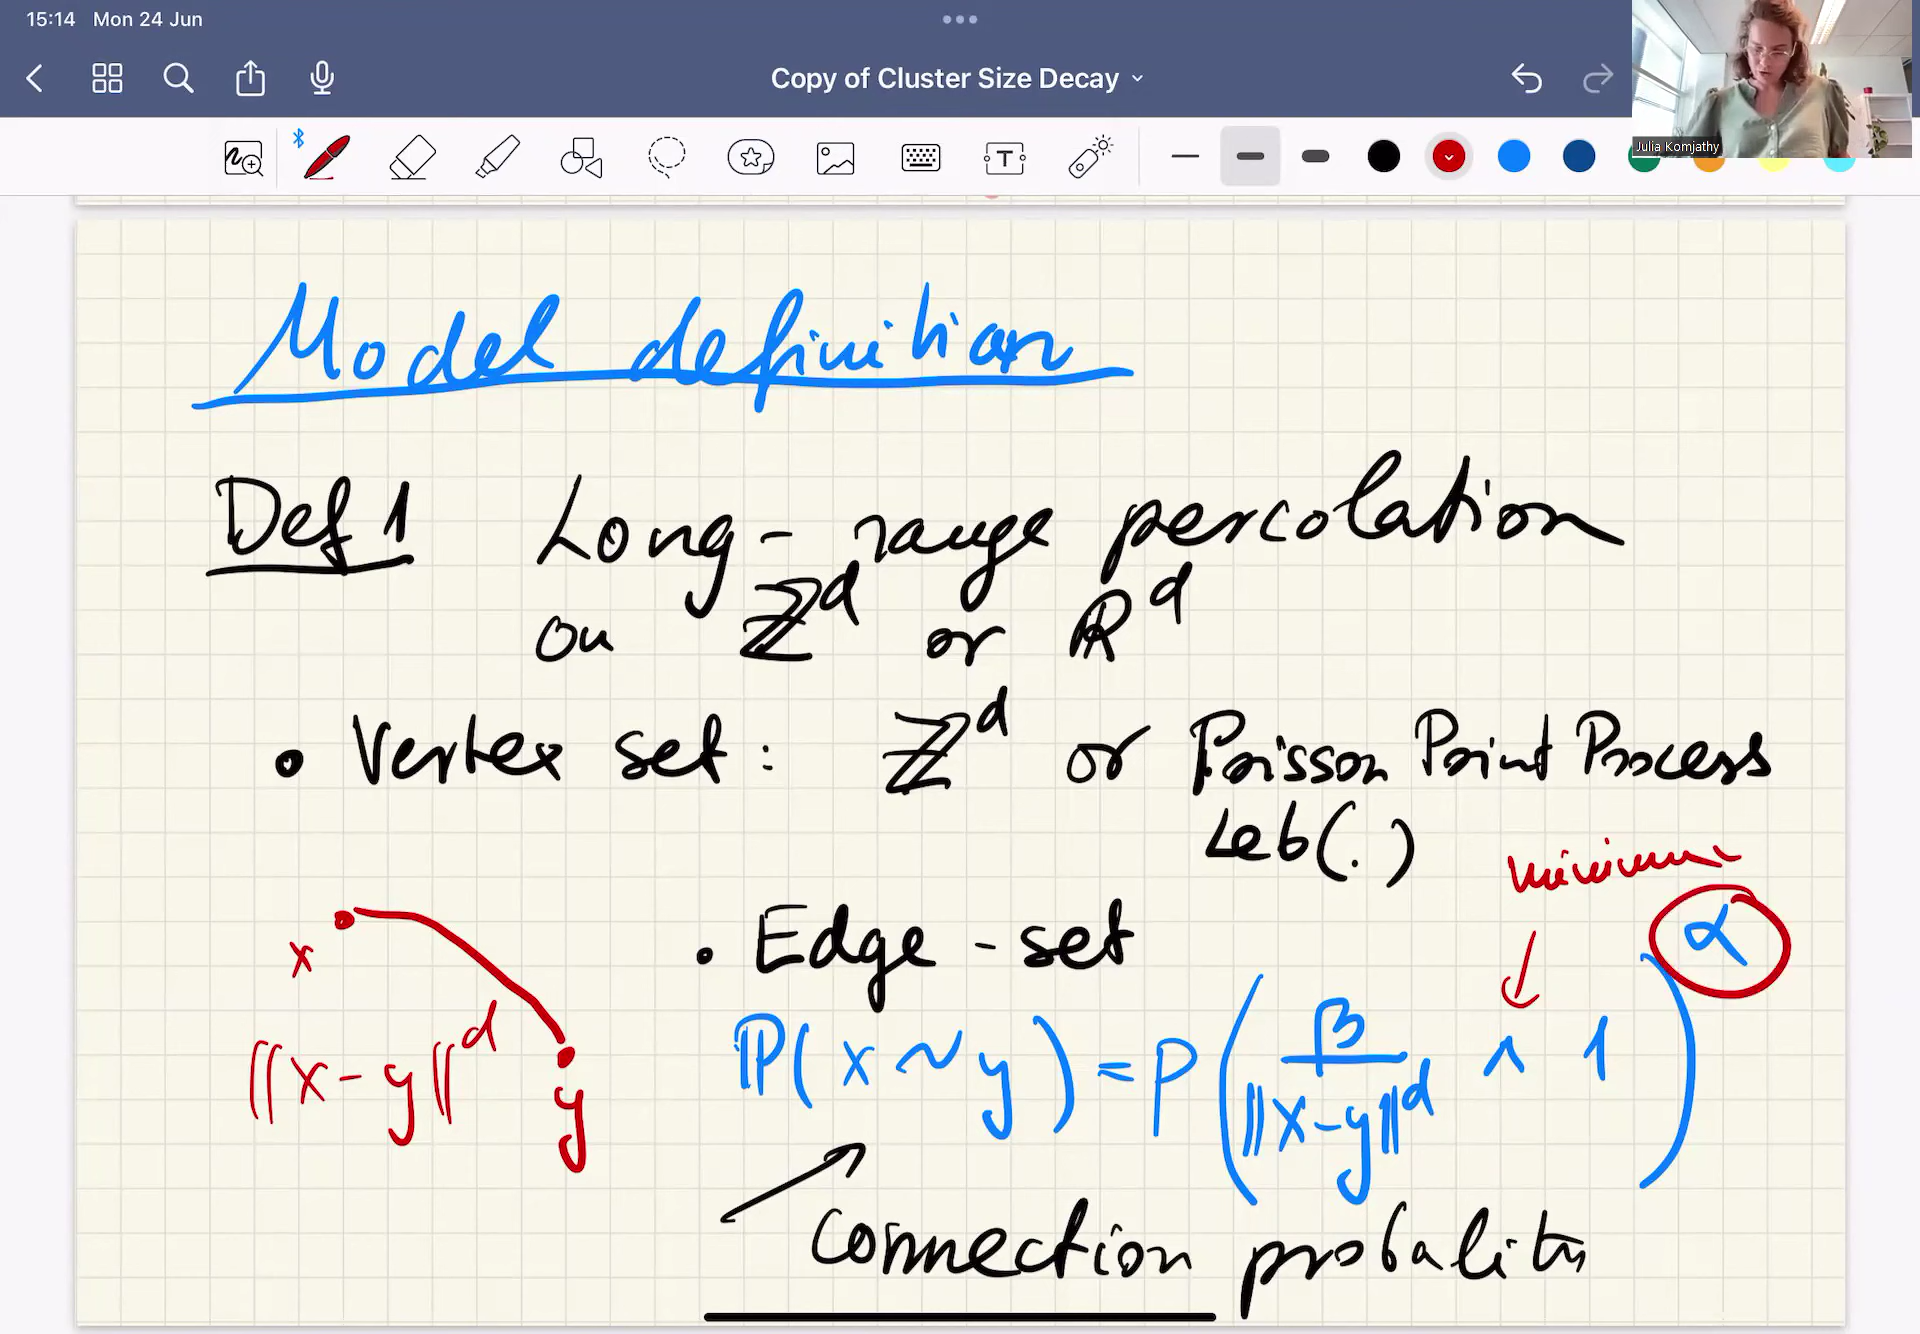 15:14 Mon 24 Jun
Copy of Cluster Size Decay
Julia Komjathy
Model definition
Def 1 Long-range percolation
on ℤ^d or ℝ^d
• Vertex set: ℤ^d or Poisson Point Process
Leb(.)
minimum
x
y
||x-y||^d
• Edge-set
ℙ(x~y) = p(β/||x-y||^d ∧ 1)^α
connection probality